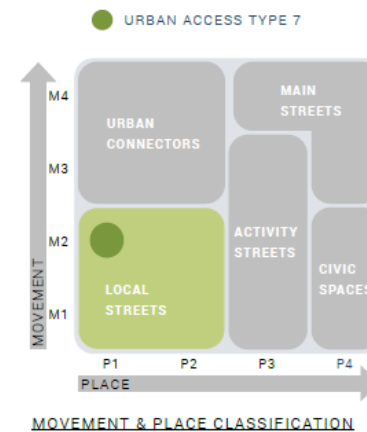 URBAN ACCESS TYPE 7
M4
MAIN
STREETS
URBAN
CONNECTORS
M3
M2
ACTIVITY
STREETS
CIVIC
SPACES
LOCAL
STREETS
M1
MOVEMENT
P1 P2 P3 P4
PLACE
MOVEMENT & PLACE CLASSIFICATION